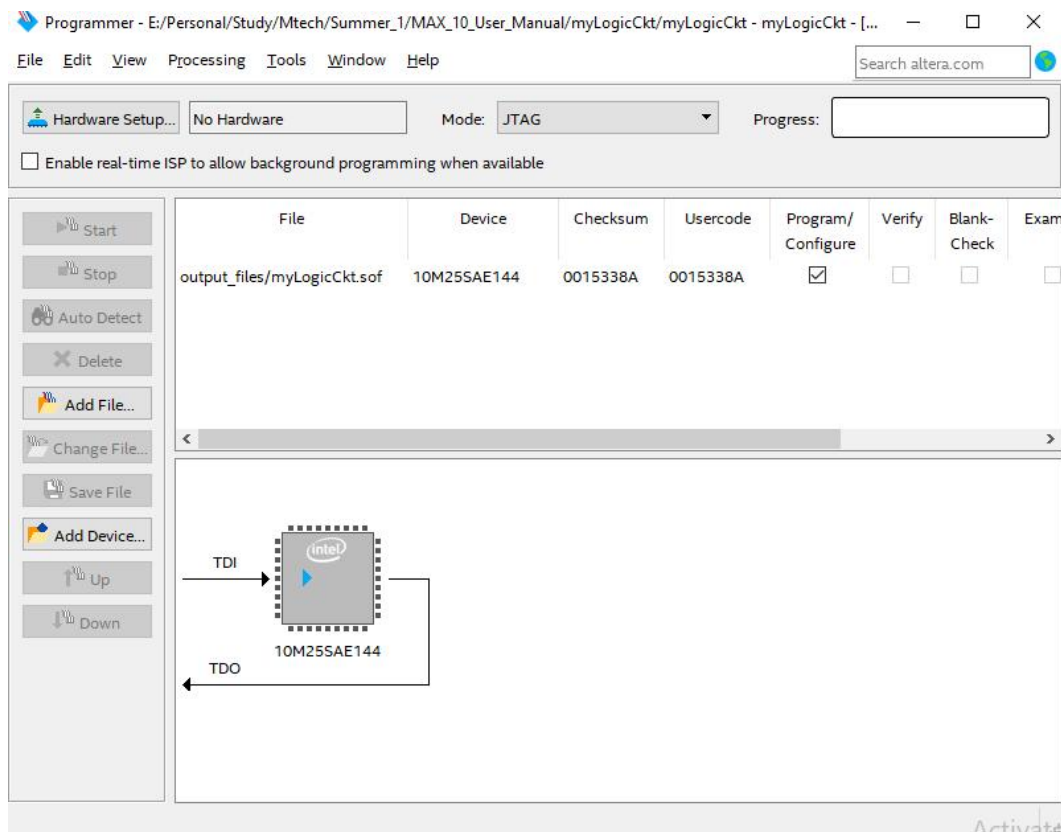 Programmer - E:/Personal/Study/Mtech/Summer_1/MAX_10_User_Manual/myLogicCkt/myLogicCkt - myLogicCkt - [...
File Edit View Processing Tools Window Help
Search altera.com
Hardware Setup... No Hardware Mode: JTAG Progress:
Enable real-time ISP to allow background programming when available
Start
Stop
Auto Detect
Delete
Add File...
Change File...
Save File
Add Device...
Up
Down
File Device Checksum Usercode Program/ Verify Blank- Exam
Configure Check
output_files/myLogicCkt.sof 10M25SAE144 0015338A 0015338A
intel
TDI
10M25SAE144
TDO
Activate